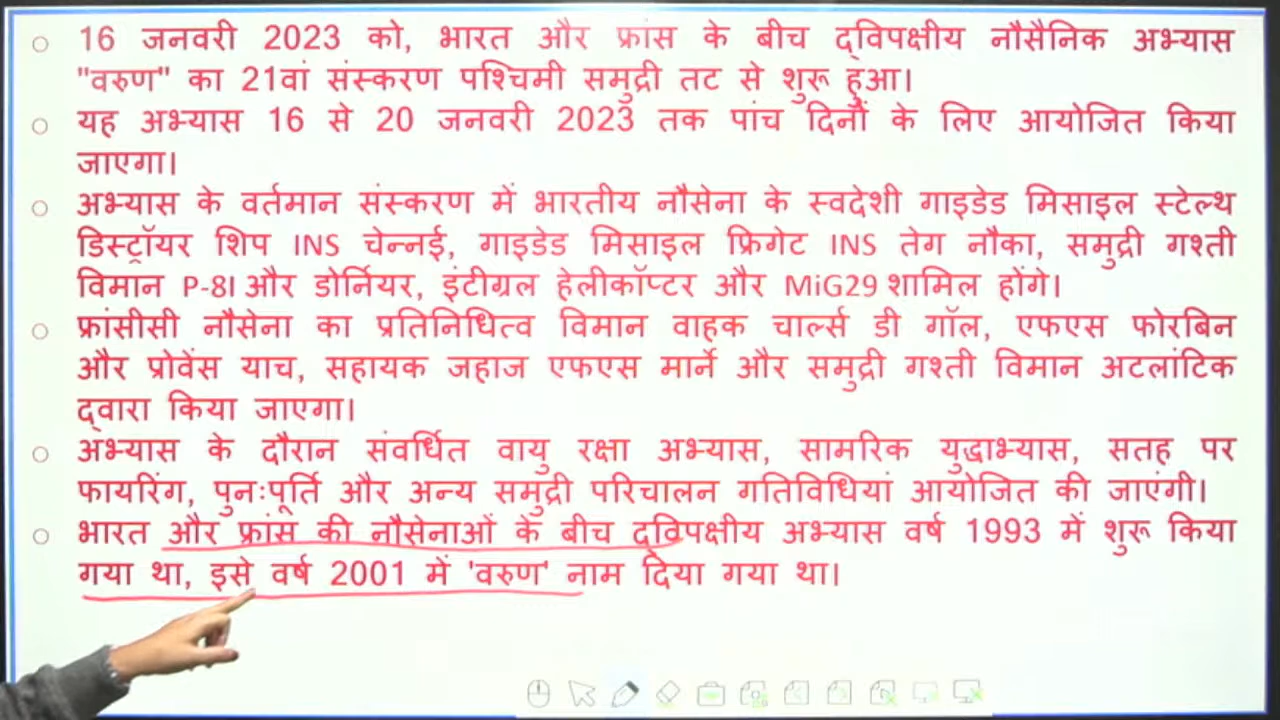 16 जनवरी 2023 को, भारत और फ्रांस के बीच द्विपक्षीय नौसैनिक अभ्यास
"वरुण" का 21वां संस्करण पश्चिमी समुद्री तट से शुरू हुआ।
यह अभ्यास 16 से 20 जनवरी 2023 तक पांच दिनों के लिए आयोजित किया
जाएगा।
अभ्यास के वर्तमान संस्करण में भारतीय नौसेना के स्वदेशी गाइडेड मिसाइल स्टेल्थ
डिस्ट्रॉयर शिप INS चेन्नई, गाइडेड मिसाइल फ्रिगेट INS तेग नौका, समुद्री गश्ती
विमान P-8I और डोर्नियर, इंटीग्रल हेलीकॉप्टर और MiG29 शामिल होंगे।
फ्रांसीसी नौसेना का प्रतिनिधित्व विमान वाहक चार्ल्स डी गॉल, एफएस फोरबिन
और प्रोवेंस याच, सहायक जहाज एफएस मार्ने और समुद्री गश्ती विमान अटलांटिक
द्वारा किया जाएगा।
अभ्यास के दौरान संवर्धित वायु रक्षा अभ्यास, सामरिक युद्धाभ्यास, सतह पर
फायरिंग, पुनःपूर्ति और अन्य समुद्री परिचालन गतिविधियां आयोजित की जाएंगी।
भारत और फ्रांस की नौसेनाओं के बीच द्विपक्षीय अभ्यास वर्ष 1993 में शुरू किया
गया था, इसे वर्ष 2001 में 'वरुण' नाम दिया गया था।